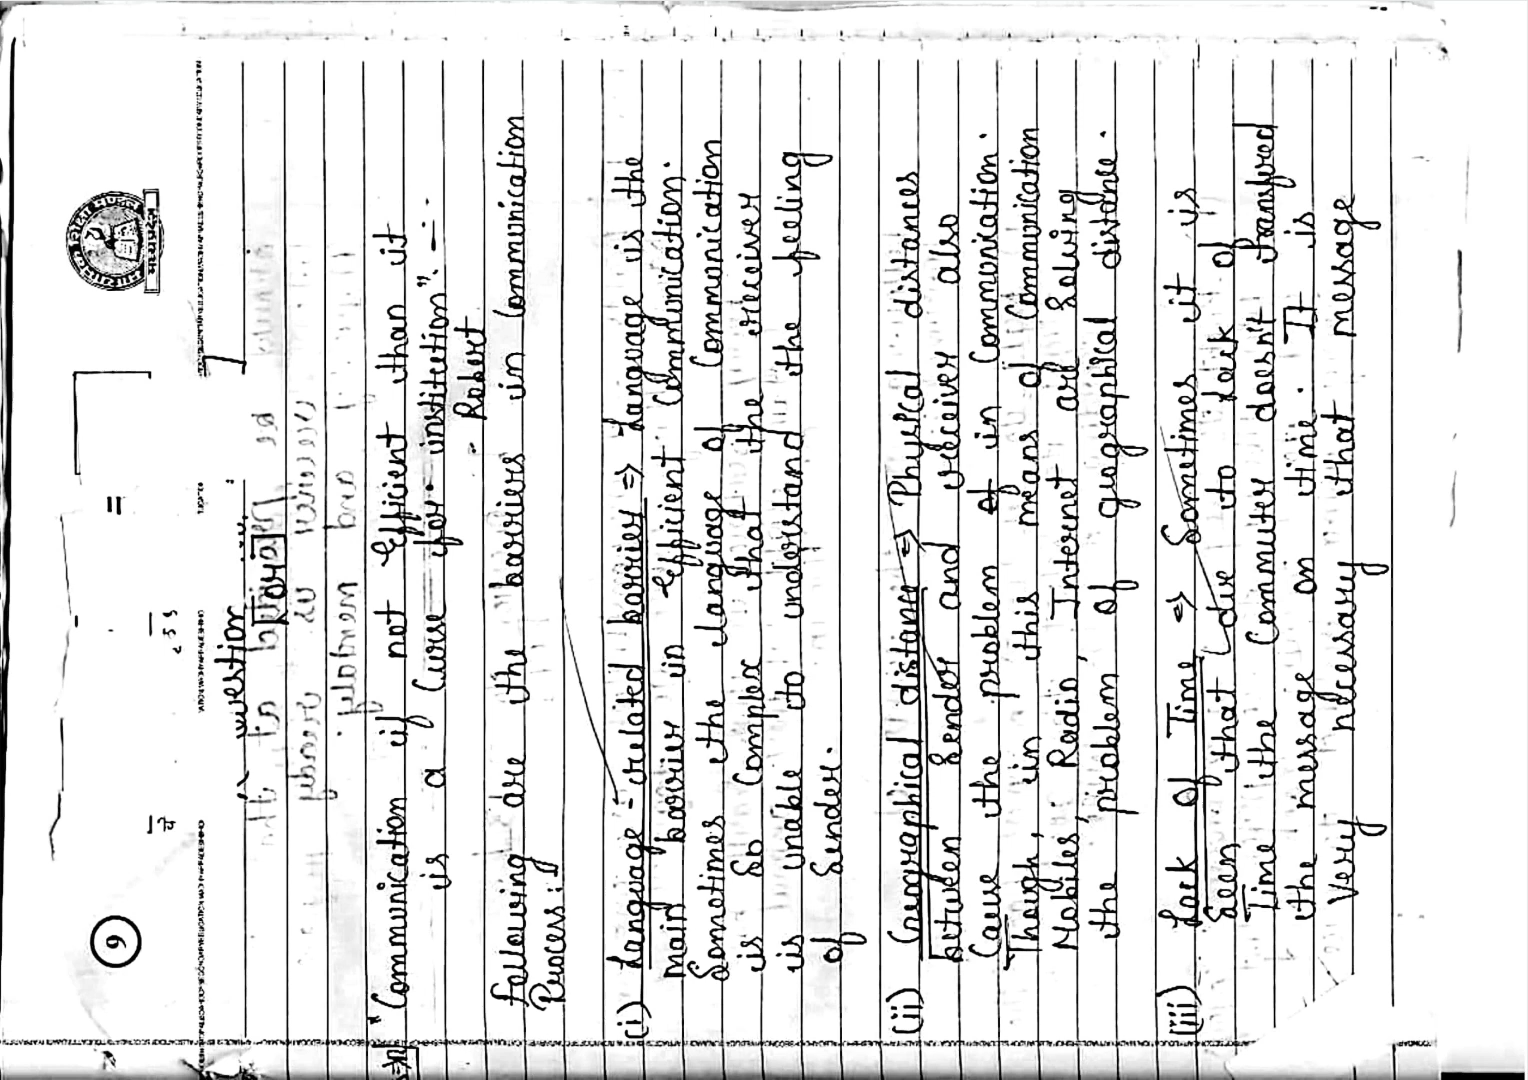 6
=
"Communication if not efficient than it
is a Curse for institution". –
- Robert
Following are the barriers in Communication
Process:-
(i) Language - related barrier ⇒ Language is the
main barrier in efficient Communication.
Sometimes the language of Communication
is so Complex that the receiver
is unable to understand the feeling
of Sender.
(ii) Geographical distance ⇒ Physical distances
between Sender and receiver also
Cause the problem of in Communication.
Though, in this means of Communication
Mobiles, Radio, Internet are Solving
the problem of geographical distance.
(iii) Lack Of Time ⇒ Sometimes it is
Seen, that due to Lack of
Time the Commuter doesn't transfered
the message on time. It is
Very necessary that message